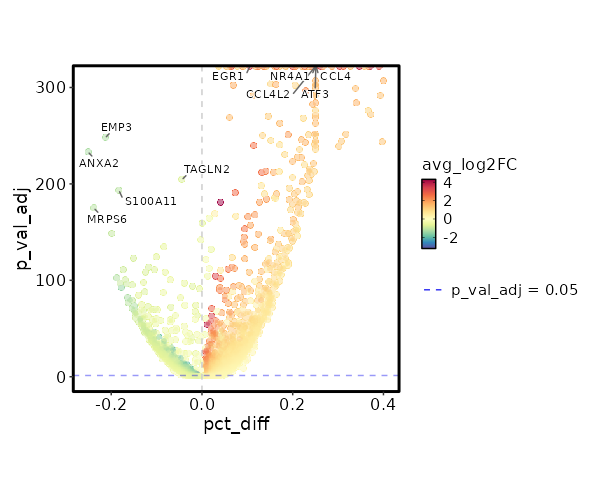 EGR1
NR4A1
CCL4
CCL4L2
ATF3
EMP3
ANXA2
TAGLN2
S100A11
MRPS6
300
200
100
0
p_val_adj
-0.2
0.0
0.2
0.4
pct_diff
avg_log2FC
4
2
0
-2
p_val_adj = 0.05